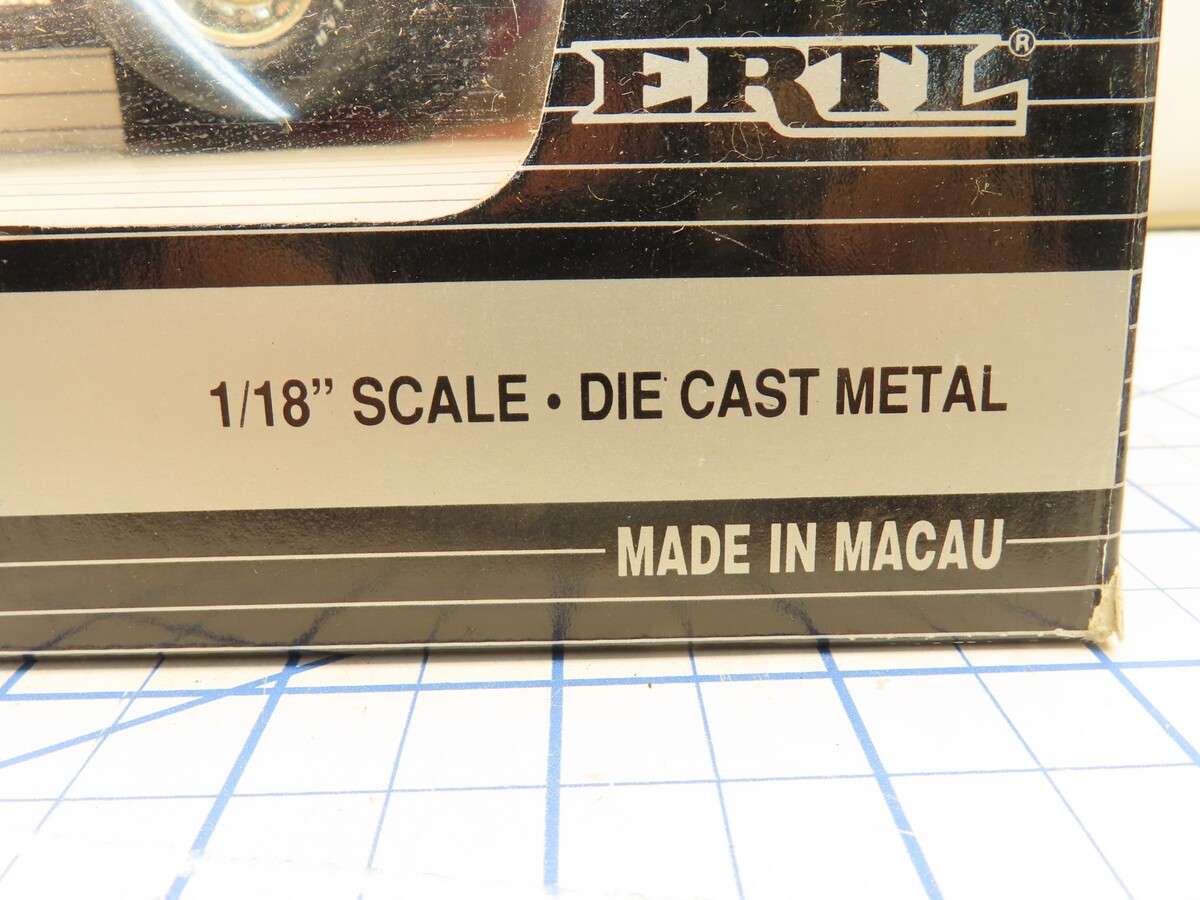 ERTL®
1/18” SCALE • DIE CAST METAL
MADE IN MACAU